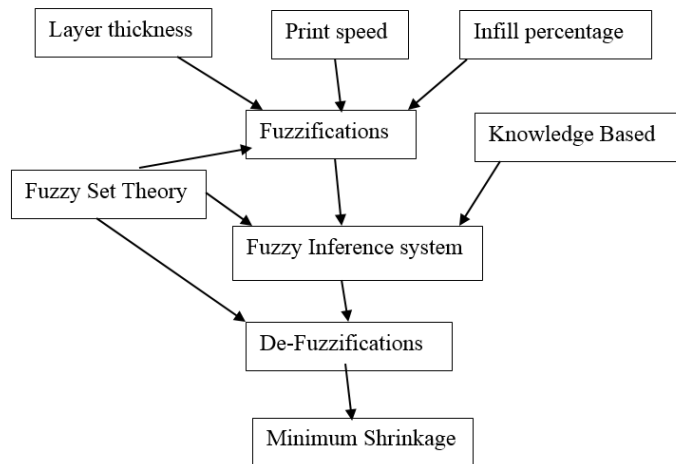 Layer thickness
Print speed
Infill percentage
Fuzzifications
Knowledge Based
Fuzzy Set Theory
Fuzzy Inference system
De-Fuzzifications
Minimum Shrinkage